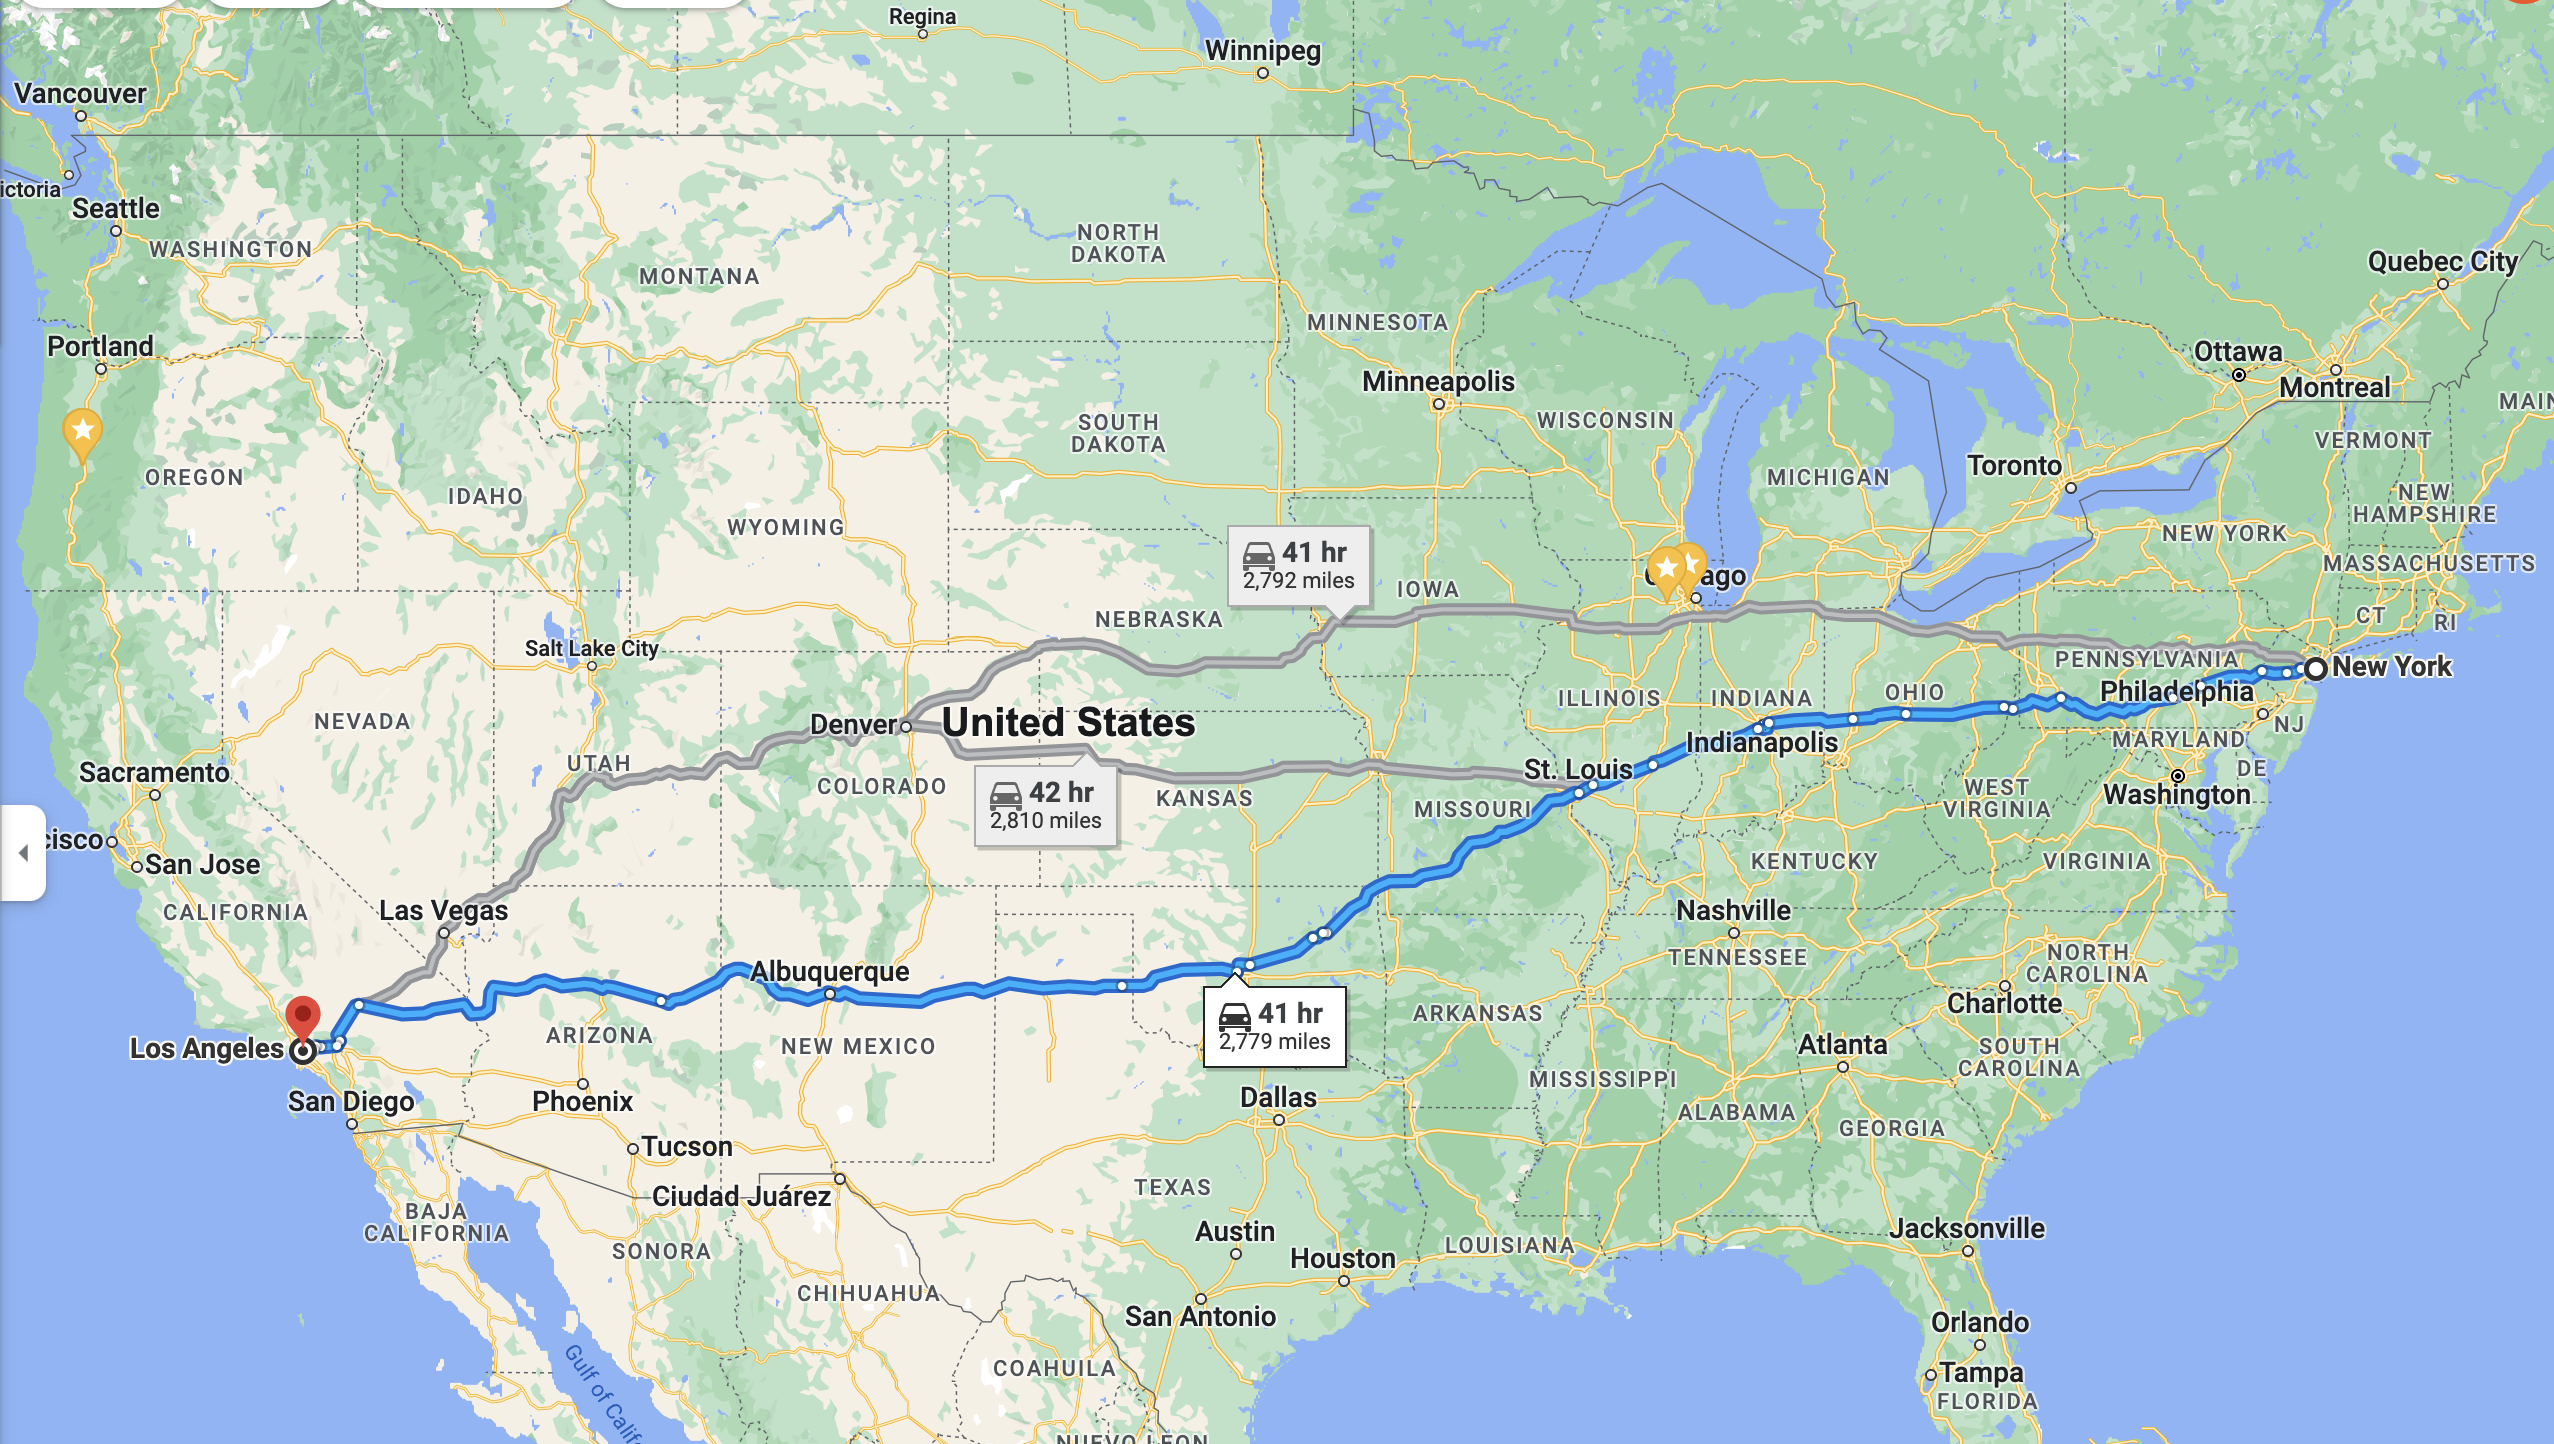 Regina
Winnipeg
Vancouver
ictoria
Seattle
WASHINGTON
NORTH
DAKOTA
MONTANA
Quebec City
MINNESOTA
Portland
Ottawa
Minneapolis
Montreal
MAIN
SOUTH
DAKOTA
WISCONSIN
VERMONT
Toronto
OREGON
IDAHO
MICHIGAN
NEW
HAMPSHIRE
WYOMING
NEW YORK
41 hr
2,792 miles
MASSACHUSETTS
IOWA
C ago
NEBRASKA
CT
RI
Salt Lake City
PENNSYLVANIA
New York
ILLINOIS
INDIANA
OHIO
Philadelphia
NEVADA
Denver
United States
NJ
Indianapolis
MARYLAND
UTAH
Sacramento
St. Louis
DE
COLORADO
42 hr
2,810 miles
KANSAS
MISSOURI
WEST
VIRGINIA
Washington
cisco
San Jose
KENTUCKY
VIRGINIA
CALIFORNIA
Las Vegas
Nashville
TENNESSEE
NORTH
CAROLINA
Albuquerque
Charlotte
41 hr
2,779 miles
ARKANSAS
ARIZONA
Los Angeles
NEW MEXICO
Atlanta
SOUTH
CAROLINA
MISSISSIPPI
San Diego
Phoenix
Dallas
ALABAMA
GEORGIA
Tucson
TEXAS
Ciudad Juárez
BAJA
CALIFORNIA
SONORA
Austin
Houston
LOUISIANA
Jacksonville
CHIHUAHUA
San Antonio
Orlando
Gulf of Calif
COAHUILA
Tampa
FLORIDA
NUEVO LEON